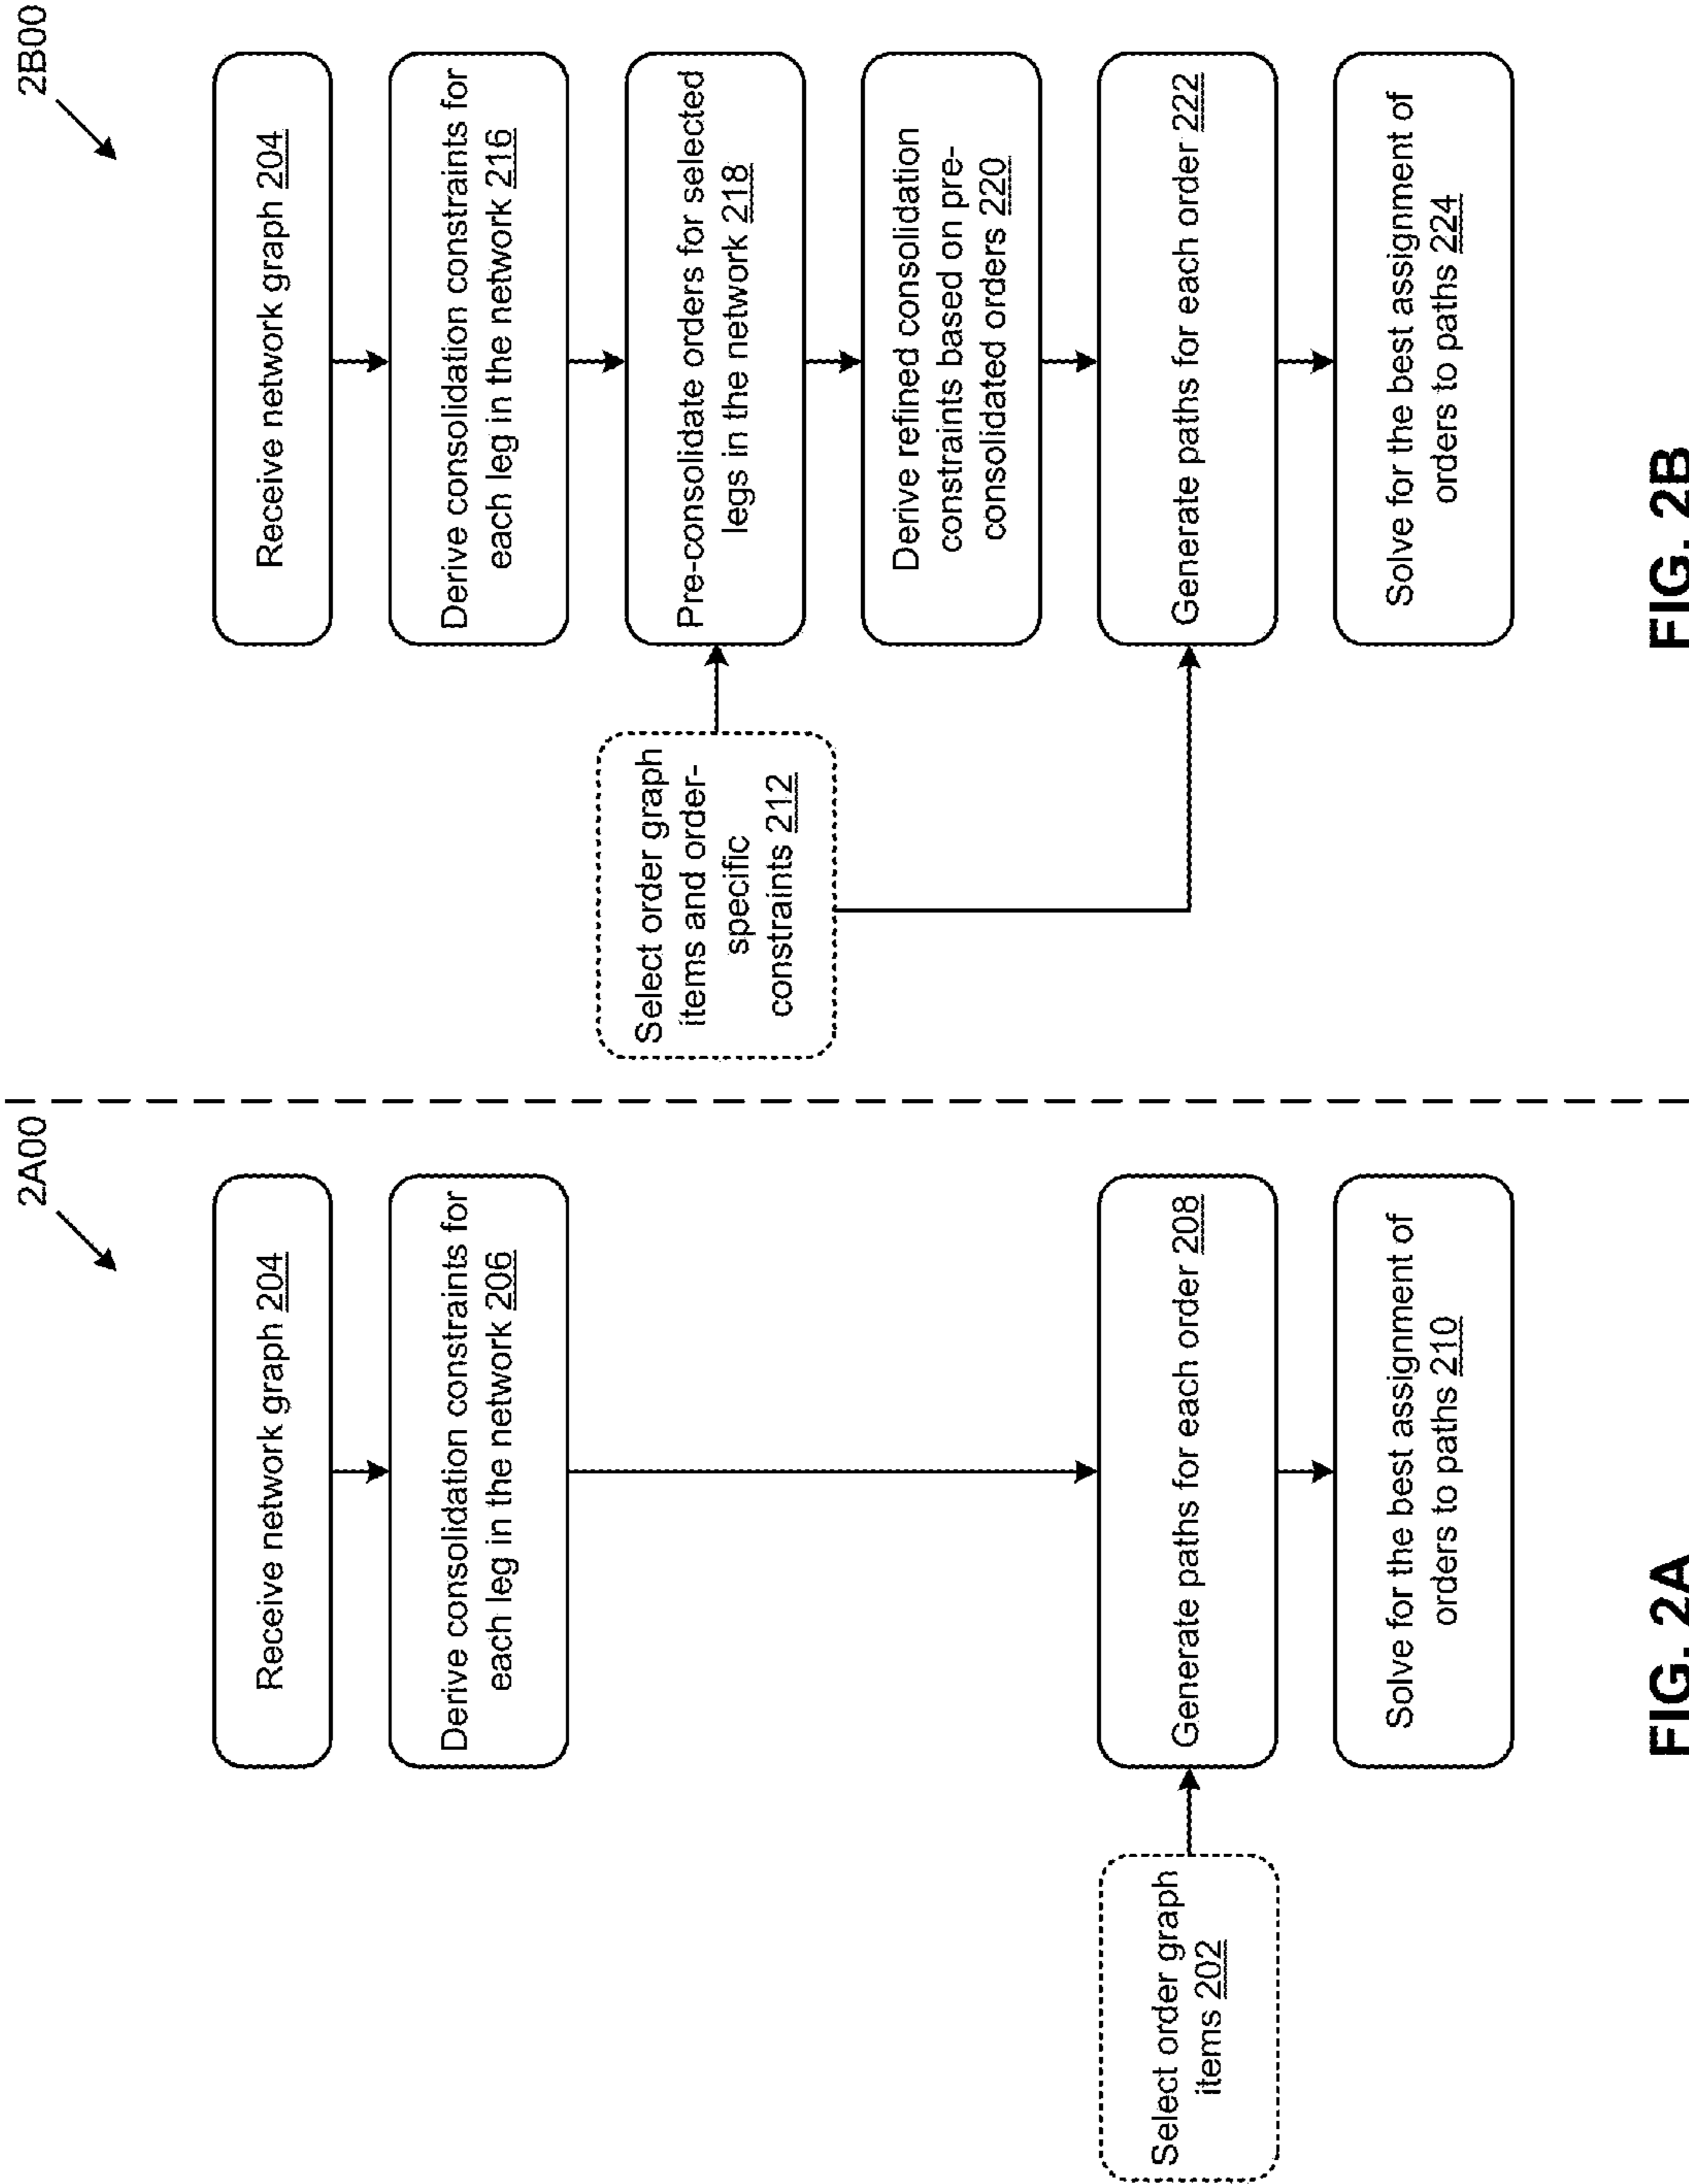 2A00
Receive network graph 204
Derive consolidation constraints for
each leg in the network 206
Select order graph
items 202
Generate paths for each order 208
Solve for the best assignment of
orders to paths 210
FIG. 2A
2B00
Receive network graph 204
Derive consolidation constraints for
each leg in the network 216
Select order graph
items and order-
specific
constraints 212
Pre-consolidate orders for selected
legs in the network 218
Derive refined consolidation
constraints based on pre-
consolidated orders 220
Generate paths for each order 222
Solve for the best assignment of
orders to paths 224
FIG. 2B